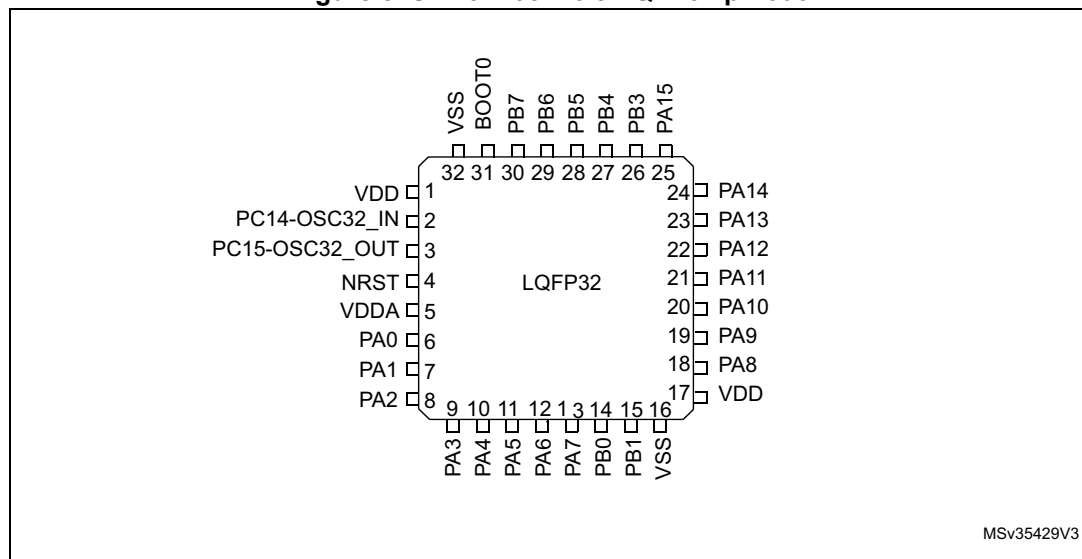 VSS
BOOT0
PB7
PB6
PB5
PB4
PB3
PA15
32 31 30 29 28 27 26 25
VDD 1
PC14-OSC32_IN 2
PC15-OSC32_OUT 3
NRST 4
VDDA 5
PA0 6
PA1 7
PA2 8
LQFP32
24 PA14
23 PA13
22 PA12
21 PA11
20 PA10
19 PA9
18 PA8
17 VDD
9 10 11 12 1 3 14 15 16
PA3
PA4
PA5
PA6
PA7
PB0
PB1
VSS
MSv35429V3